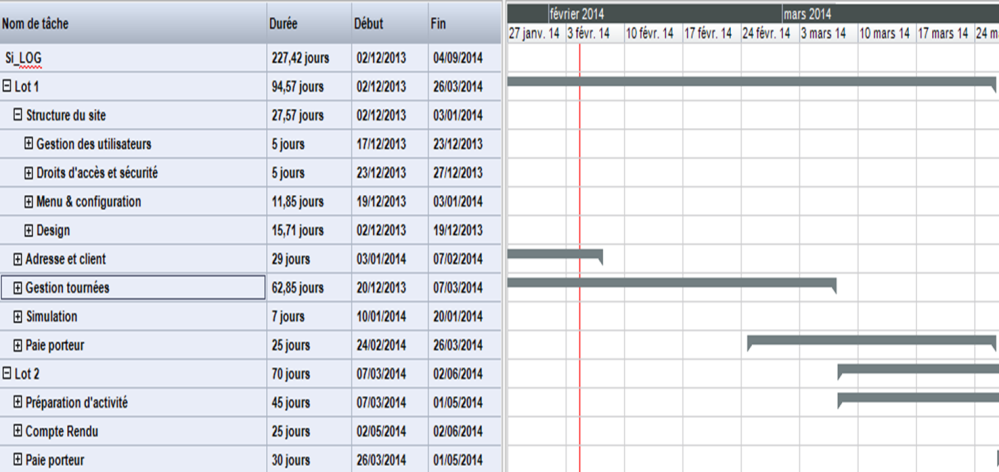 Nom de tâche Durée Début Fin février 2014 mars 2014
27 janv. 14 3 févr. 14 10 févr. 14 17 févr. 14 24 févr. 14 3 mars 14 10 mars 14 17 mars 14 24 m
Si_LOG 227,42 jours 02/12/2013 04/09/2014
Lot 1 94,57 jours 02/12/2013 26/03/2014
Structure du site 27,57 jours 02/12/2013 03/01/2014
Gestion des utilisateurs 5 jours 17/12/2013 23/12/2013
Droits d'accès et sécurité 5 jours 23/12/2013 27/12/2013
Menu & configuration 11,85 jours 19/12/2013 03/01/2014
Design 15,71 jours 02/12/2013 19/12/2013
Adresse et client 29 jours 03/01/2014 07/02/2014
Gestion tournées 62,85 jours 20/12/2013 07/03/2014
Simulation 7 jours 10/01/2014 20/01/2014
Paie porteur 25 jours 24/02/2014 26/03/2014
Lot 2 70 jours 07/03/2014 02/06/2014
Préparation d'activité 45 jours 07/03/2014 01/05/2014
Compte Rendu 25 jours 02/05/2014 02/06/2014
Paie porteur 30 jours 26/03/2014 01/05/2014